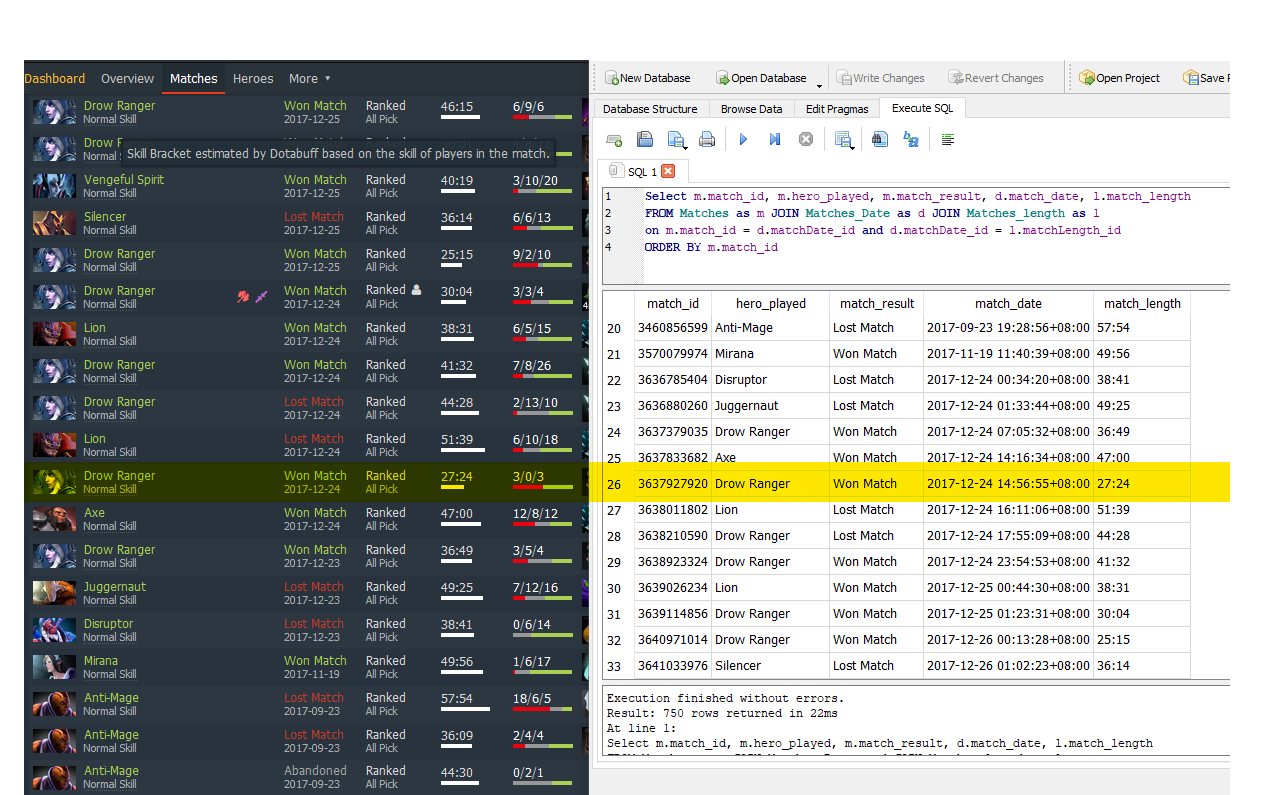 Dashboard Overview Matches Heroes More
Drow Ranger Won Match Ranked 46:15 6/9/6
Normal Skill 2017-12-25 All Pick
Drow
Normal
Skill Bracket estimated by Dotabuff based on the skill of players in the match.
Vengeful Spirit Won Match Ranked 40:19 3/10/20
Normal Skill 2017-12-25 All Pick
Silencer Lost Match Ranked 36:14 6/6/13
Normal Skill 2017-12-25 All Pick
Drow Ranger Won Match Ranked 25:15 9/2/10
Normal Skill 2017-12-25 All Pick
Drow Ranger Won Match Ranked 30:04 3/3/4
Normal Skill 2017-12-24 All Pick
Lion Won Match Ranked 38:31 6/5/15
Normal Skill 2017-12-24 All Pick
Drow Ranger Won Match Ranked 41:32 7/8/26
Normal Skill 2017-12-24 All Pick
Drow Ranger Lost Match Ranked 44:28 2/13/10
Normal Skill 2017-12-24 All Pick
Lion Lost Match Ranked 51:39 6/10/18
Normal Skill 2017-12-24 All Pick
Drow Ranger Won Match Ranked 27:24 3/0/3
Normal Skill 2017-12-24 All Pick
Axe Won Match Ranked 47:00 12/8/12
Normal Skill 2017-12-24 All Pick
Drow Ranger Won Match Ranked 36:49 3/5/4
Normal Skill 2017-12-23 All Pick
Juggernaut Lost Match Ranked 49:25 7/12/16
Normal Skill 2017-12-23 All Pick
Disruptor Lost Match Ranked 38:41 0/6/14
Normal Skill 2017-12-23 All Pick
Mirana Won Match Ranked 49:56 1/6/17
Normal Skill 2017-11-19 All Pick
Anti-Mage Lost Match Ranked 57:54 18/6/5
Normal Skill 2017-09-23 All Pick
Anti-Mage Lost Match Ranked 36:09 2/4/4
Normal Skill 2017-09-23 All Pick
Anti-Mage Abandoned Ranked 44:30 0/2/1
Normal Skill 2017-09-23 All Pick
New Database Open Database Write Changes Revert Changes Open Project Save
Database Structure Browse Data Edit Pragmas Execute SQL
SQL 1
1 Select m.match_id, m.hero_played, m.match_result, d.match_date, l.match_length
2 FROM Matches as m JOIN Matches_Date as d JOIN Matches_length as l
3 on m.match_id = d.matchDate_id and d.matchDate_id = l.matchLength_id
4 ORDER BY m.match_id
match_id hero_played match_result match_date match_length
20 3460856599 Anti-Mage Lost Match 2017-09-23 19:28:56+08:00 57:54
21 3570079974 Mirana Won Match 2017-11-19 11:40:39+08:00 49:56
22 3636785404 Disruptor Lost Match 2017-12-24 00:34:20+08:00 38:41
23 3636880260 Juggernaut Lost Match 2017-12-24 01:33:44+08:00 49:25
24 3637379035 Drow Ranger Won Match 2017-12-24 07:05:32+08:00 36:49
25 3637833682 Axe Won Match 2017-12-24 14:16:34+08:00 47:00
26 3637927920 Drow Ranger Won Match 2017-12-24 14:56:55+08:00 27:24
27 3638011802 Lion Lost Match 2017-12-24 16:11:06+08:00 51:39
28 3638210590 Drow Ranger Lost Match 2017-12-24 17:55:09+08:00 44:28
29 3638923324 Drow Ranger Won Match 2017-12-24 23:54:53+08:00 41:32
30 3639026234 Lion Won Match 2017-12-25 00:44:30+08:00 38:31
31 3639114856 Drow Ranger Won Match 2017-12-25 01:23:31+08:00 30:04
32 3640971014 Drow Ranger Won Match 2017-12-26 00:13:28+08:00 25:15
33 3641033976 Silencer Lost Match 2017-12-26 01:02:23+08:00 36:14
Execution finished without errors.
Result: 750 rows returned in 22ms
At line 1:
Select m.match_id, m.hero_played, m.match_result, d.match_date, l.match_length